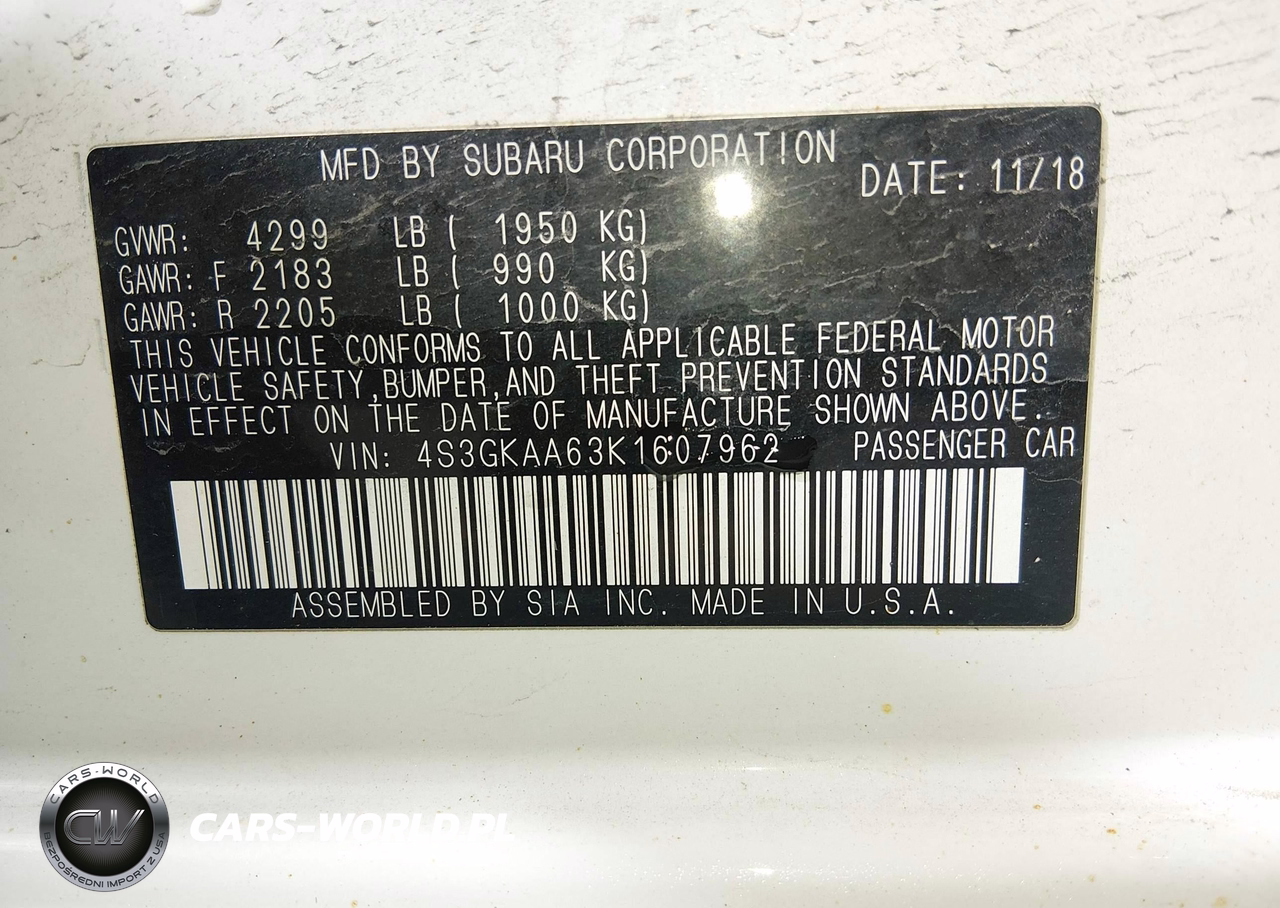 MFD BY SUBARU CORPORATION
DATE: 11/18
GVWR: 4299 LB ( 1950 KG)
GAWR: F 2183 LB ( 990 KG)
GAWR: R 2205 LB ( 1000 KG)
THIS VEHICLE CONFORMS TO ALL APPLICABLE FEDERAL MOTOR
VEHICLE SAFETY,BUMPER,AND THEFT PREVENTION STANDARDS
IN EFFECT ON THE DATE OF MANUFACTURE SHOWN ABOVE.
VIN: 4S3GKAA63K1607962 PASSENGER CAR
ASSEMBLED BY SIA INC. MADE IN U.S.A.
CARS-WORLD
CW
BEZPOŚREDNI IMPORT Z USA
CARS-WORLD.PL